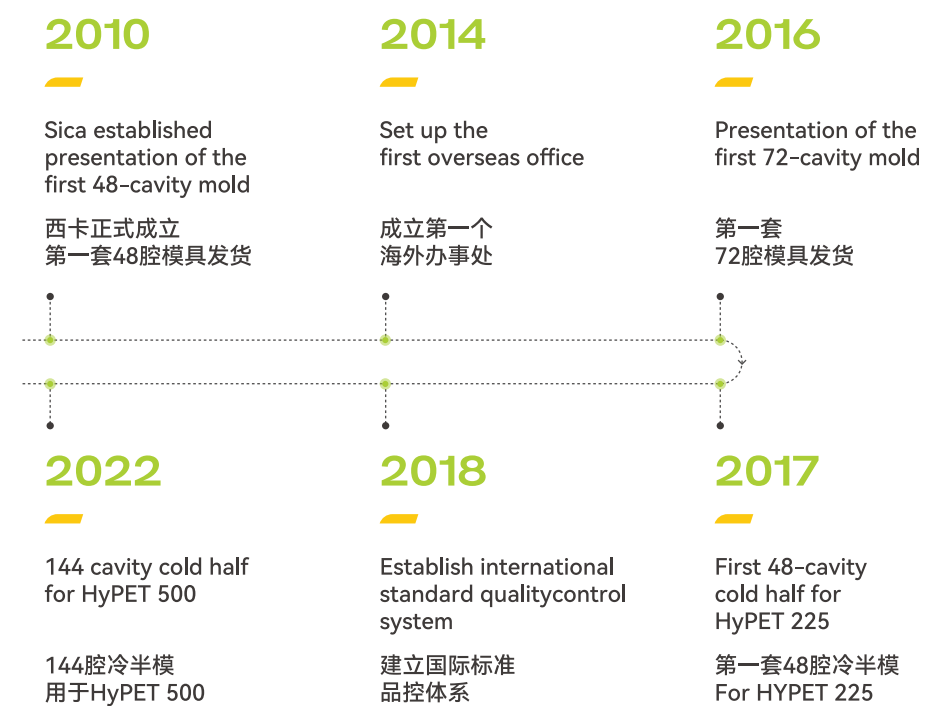 2010
Sica established
presentation of the
first 48-cavity mold
西卡正式成立
第一套48腔模具发货
2014
Set up the
first overseas office
成立第一个
海外办事处
2016
Presentation of the
first 72-cavity mold
第一套
72腔模具发货
2017
First 48-cavity
cold half for
HyPET 225
第一套48腔冷半模
For HYPET 225
2018
Establish international
standard qualitycontrol
system
建立国际标准
品控体系
2022
144 cavity cold half
for HyPET 500
144腔冷半模
用于HyPET 500